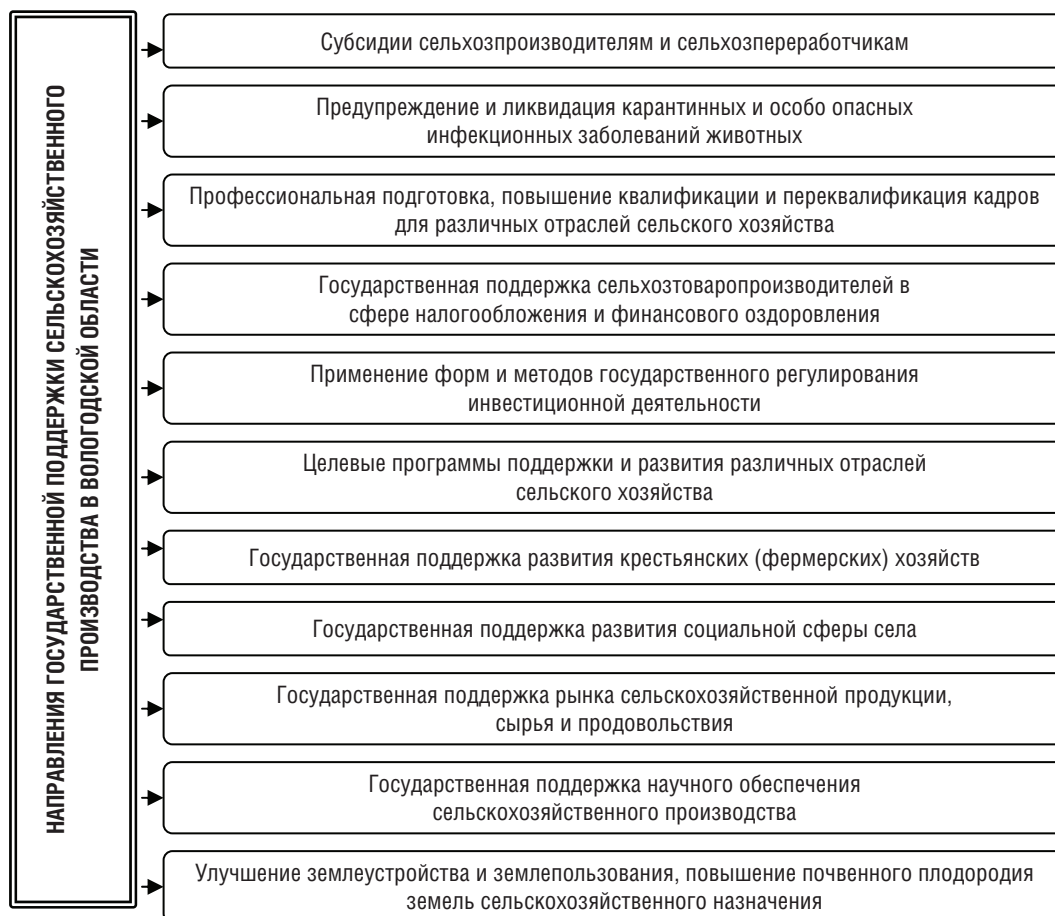 НАПРАВЛЕНИЯ ГОСУДАРСТВЕННОЙ ПОДДЕРЖКИ СЕЛЬСКОХОЗЯЙСТВЕННОГО
ПРОИЗВОДСТВА В ВОЛОГОДСКОЙ ОБЛАСТИ
Субсидии сельхозпроизводителям и сельхозпереработчикам
Предупреждение и ликвидация карантинных и особо опасных
инфекционных заболеваний животных
Профессиональная подготовка, повышение квалификации и переквалификация кадров
для различных отраслей сельского хозяйства
Государственная поддержка сельхозтоваропроизводителей в
сфере налогообложения и финансового оздоровления
Применение форм и методов государственного регулирования
инвестиционной деятельности
Целевые программы поддержки и развития различных отраслей
сельского хозяйства
Государственная поддержка развития крестьянских (фермерских) хозяйств
Государственная поддержка развития социальной сферы села
Государственная поддержка рынка сельскохозяйственной продукции,
сырья и продовольствия
Государственная поддержка научного обеспечения
сельскохозяйственного производства
Улучшение землеустройства и землепользования, повышение почвенного плодородия
земель сельскохозяйственного назначения